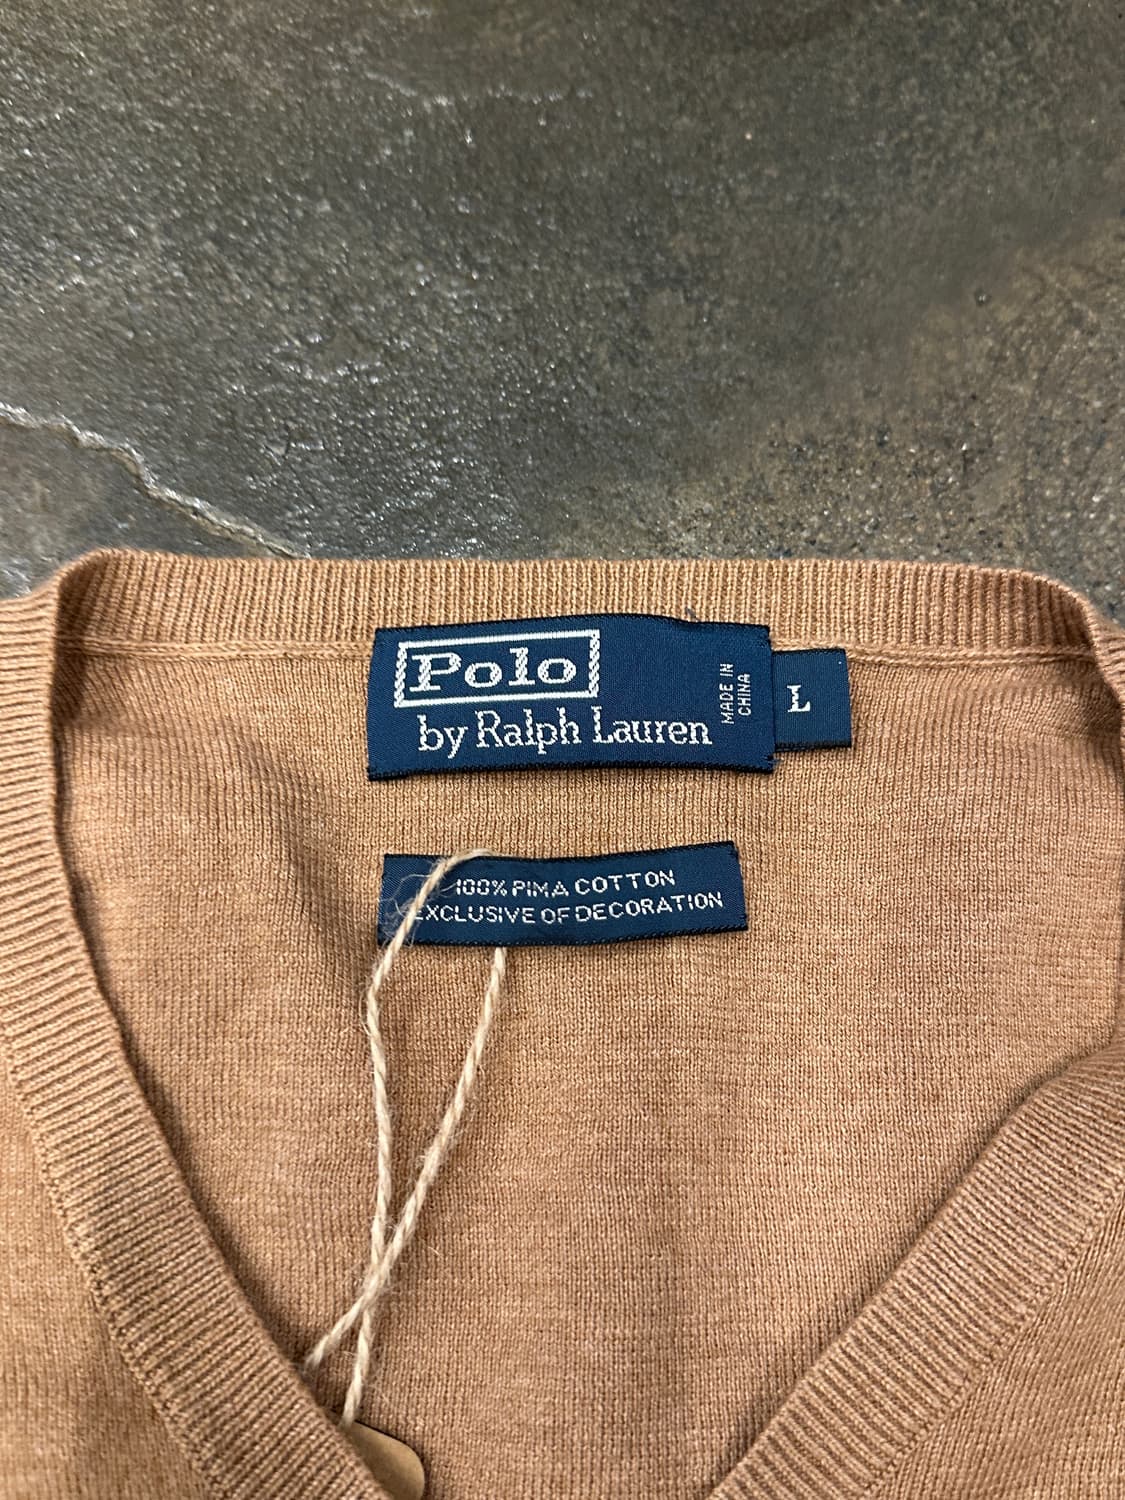 Polo
by Ralph Lauren
MADE IN
CHINA
L
100% PIMA COTTON
EXCLUSIVE OF DECORATION